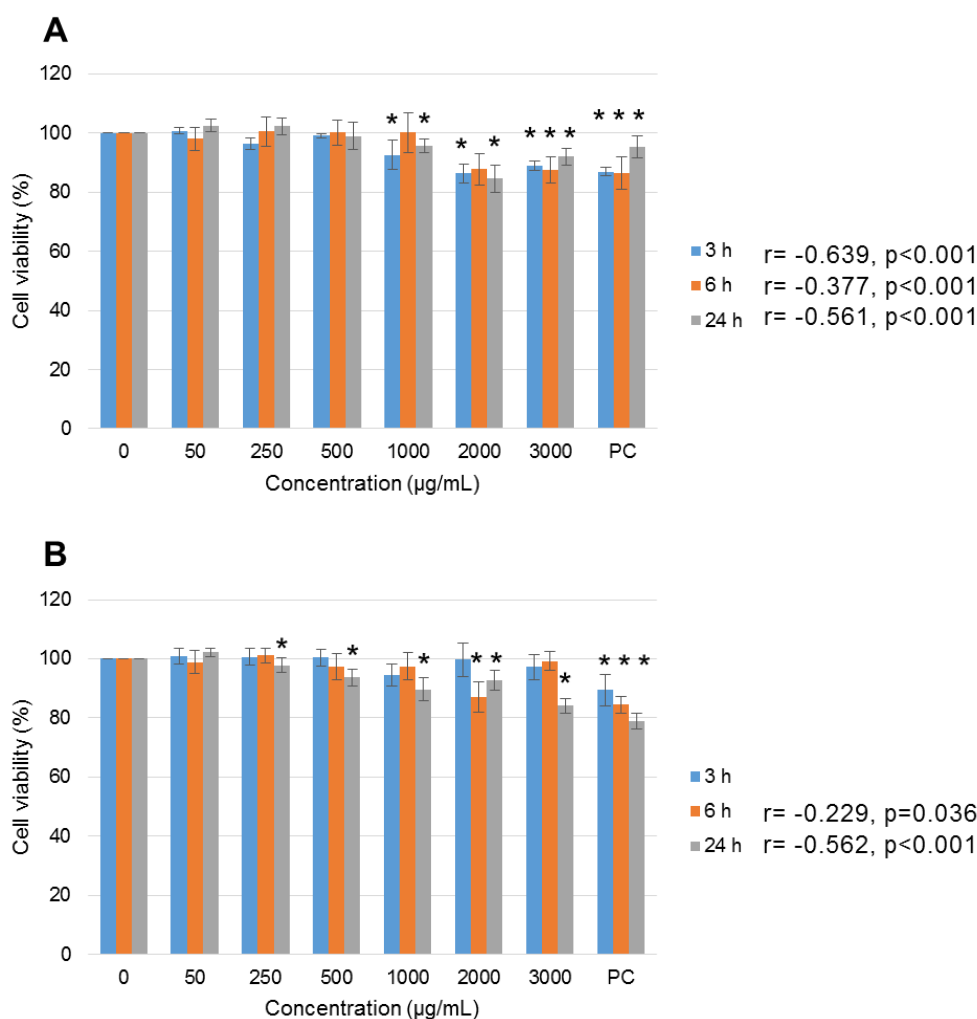 A
120
100
80
60
40
20
0
Cell viability (%)
* * * * * * * * * *
0 50 250 500 1000 2000 3000 PC
Concentration (µg/mL)
3 h r= -0.639, p<0.001
6 h r= -0.377, p<0.001
24 h r= -0.561, p<0.001
B
120
100
80
60
40
20
0
Cell viability (%)
* * * * * * * * *
0 50 250 500 1000 2000 3000 PC
Concentration (µg/mL)
3 h
6 h r= -0.229, p=0.036
24 h r= -0.562, p<0.001